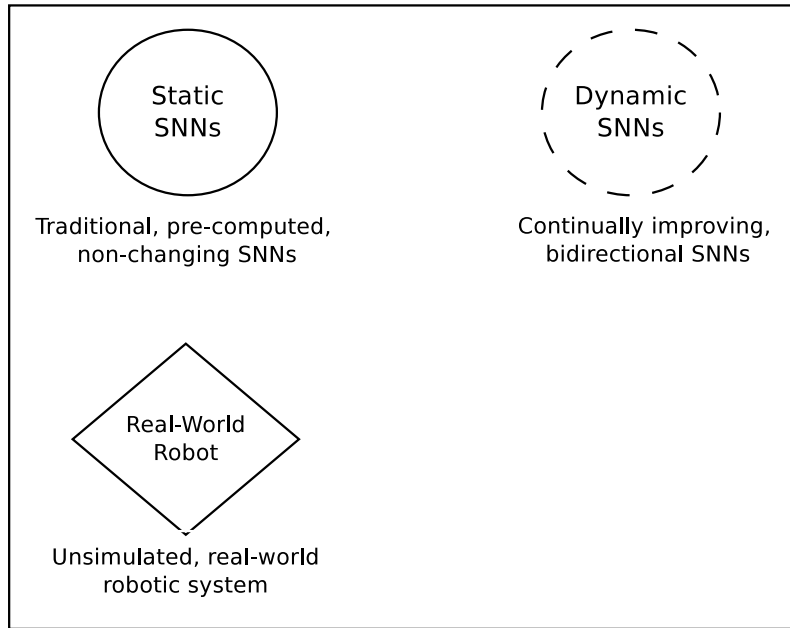 Static
SNNs
Traditional, pre-computed,
non-changing SNNs
Dynamic
SNNs
Continually improving,
bidirectional SNNs
Real-World
Robot
Unsimulated, real-world
robotic system